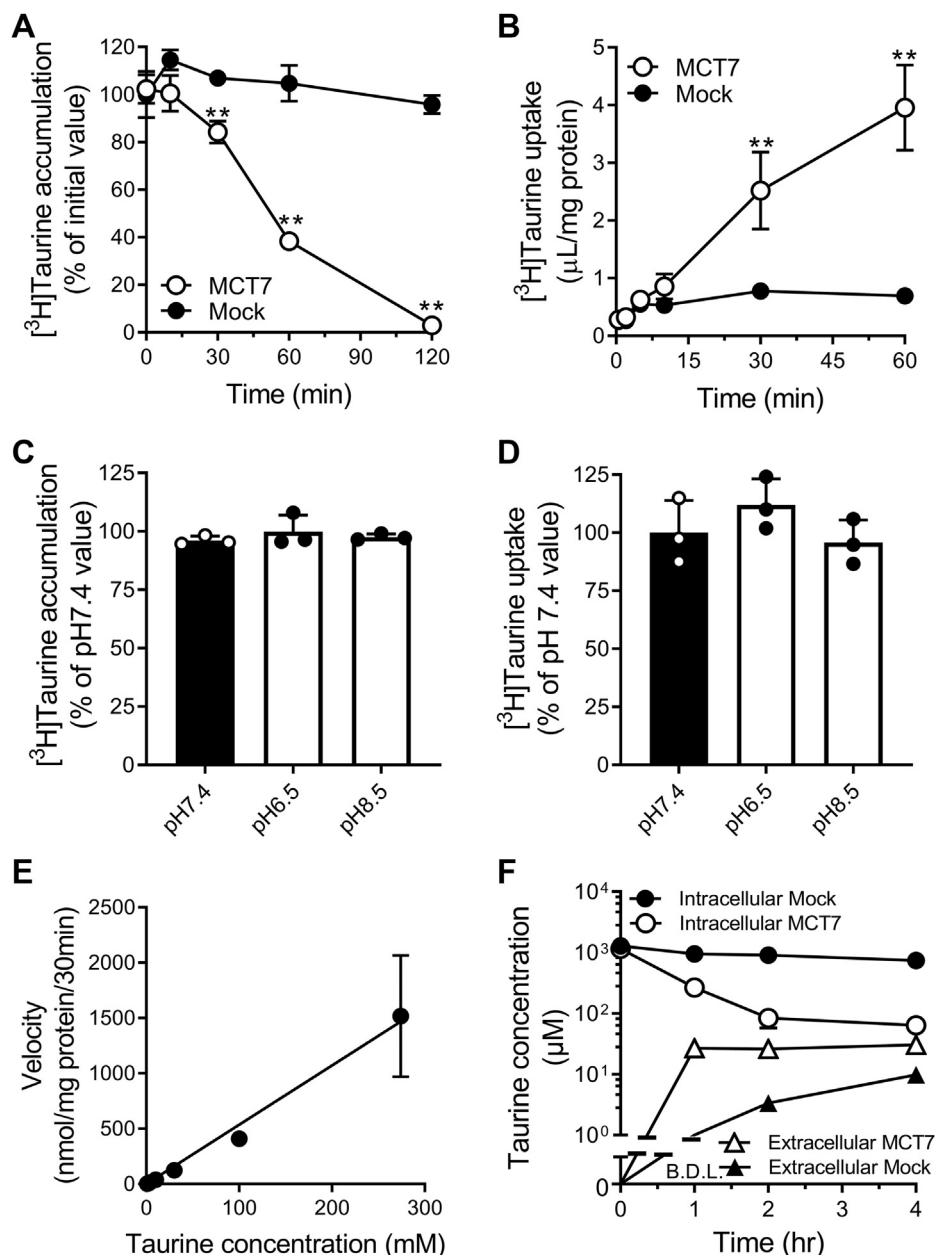 A
[³H]Taurine accumulation
(% of initial value)
120
100
80
60
40
20
0
**
**
**
MCT7
Mock
0
30
60
90
120
Time (min)
B
[³H]Taurine uptake
(μL/mg protein)
5
4
3
2
1
0
MCT7
Mock
**
**
0
15
30
45
60
Time (min)
C
[³H]Taurine accumulation
(% of pH7.4 value)
125
100
75
50
25
0
pH7.4
pH6.5
pH8.5
D
[³H]Taurine uptake
(% of pH 7.4 value)
125
100
75
50
25
0
pH7.4
pH6.5
pH8.5
E
Velocity
(nmol/mg protein/30min)
2500
2000
1500
1000
500
0
0
100
200
300
Taurine concentration (mM)
F
Taurine concentration
(μM)
10⁴
10³
10²
10¹
10⁰
0
Intracellular Mock
Intracellular MCT7
Extracellular MCT7
Extracellular Mock
B.D.L.
0
1
2
3
4
Time (hr)